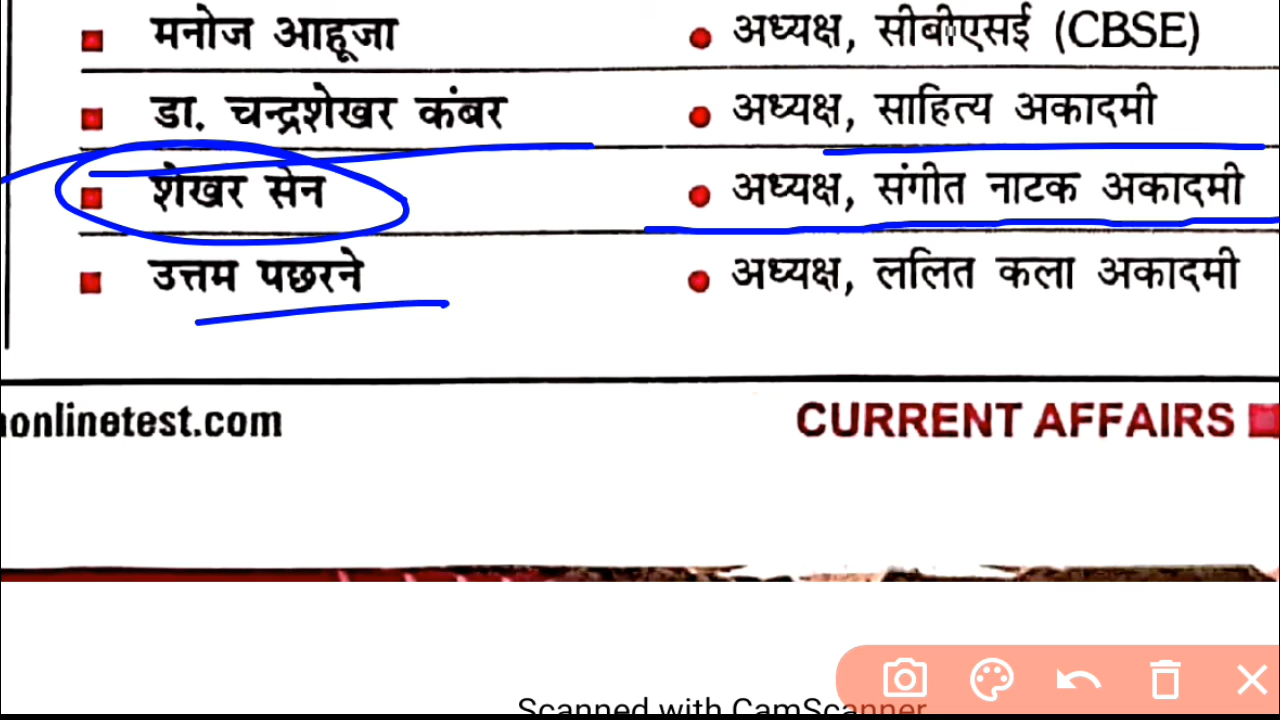 मनोज आहूजा अध्यक्ष, सीबीएसई (CBSE)
डा. चन्द्रशेखर कंबर अध्यक्ष, साहित्य अकादमी
शेखर सेन अध्यक्ष, संगीत नाटक अकादमी
उत्तम पछरने अध्यक्ष, ललित कला अकादमी
onlinetest.com CURRENT AFFAIRS
Scanned with CamScanner